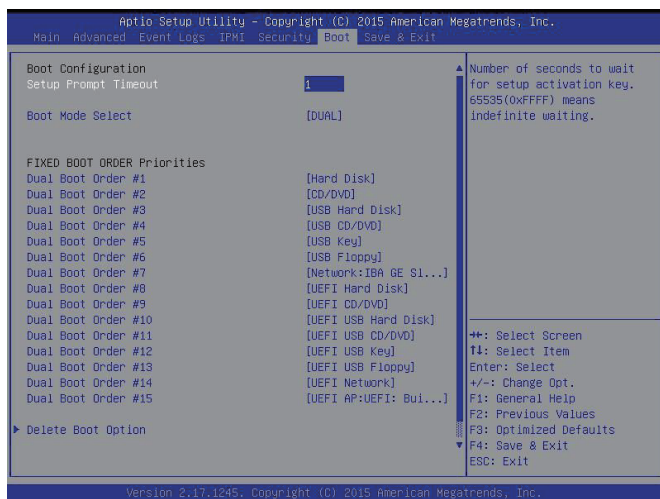 Aptio Setup Utility - Copyright (C) 2015 American Megatrends, Inc.
Main Advanced Event Logs IPMI Security Boot Save & Exit
Boot Configuration
Setup Prompt Timeout 1
Boot Mode Select [DUAL]
FIXED BOOT ORDER Priorities
Dual Boot Order #1 [Hard Disk]
Dual Boot Order #2 [CD/DVD]
Dual Boot Order #3 [USB Hard Disk]
Dual Boot Order #4 [USB CD/DVD]
Dual Boot Order #5 [USB Key]
Dual Boot Order #6 [USB Floppy]
Dual Boot Order #7 [Network:IBA GE Sl...]
Dual Boot Order #8 [UEFI Hard Disk]
Dual Boot Order #9 [UEFI CD/DVD]
Dual Boot Order #10 [UEFI USB Hard Disk]
Dual Boot Order #11 [UEFI USB CD/DVD]
Dual Boot Order #12 [UEFI USB Key]
Dual Boot Order #13 [UEFI USB Floppy]
Dual Boot Order #14 [UEFI Network]
Dual Boot Order #15 [UEFI AP:UEFI: Bui...]
▶ Delete Boot Option
Number of seconds to wait
for setup activation key.
65535(0xFFFF) means
indefinite waiting.
→←: Select Screen
↑↓: Select Item
Enter: Select
+/-: Change Opt.
F1: General Help
F2: Previous Values
F3: Optimized Defaults
F4: Save & Exit
ESC: Exit
Version 2.17.1245. Copyright (C) 2015 American Megatrends, Inc.